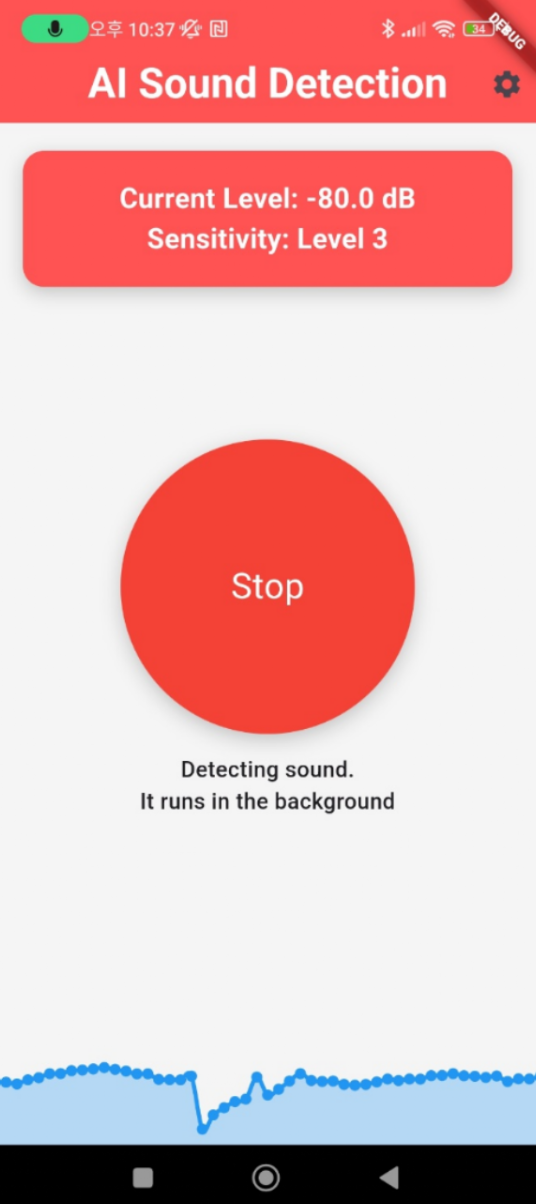 오후 10:37
34
DEBUG
AI Sound Detection
Current Level: -80.0 dB
Sensitivity: Level 3
Stop
Detecting sound.
It runs in the background